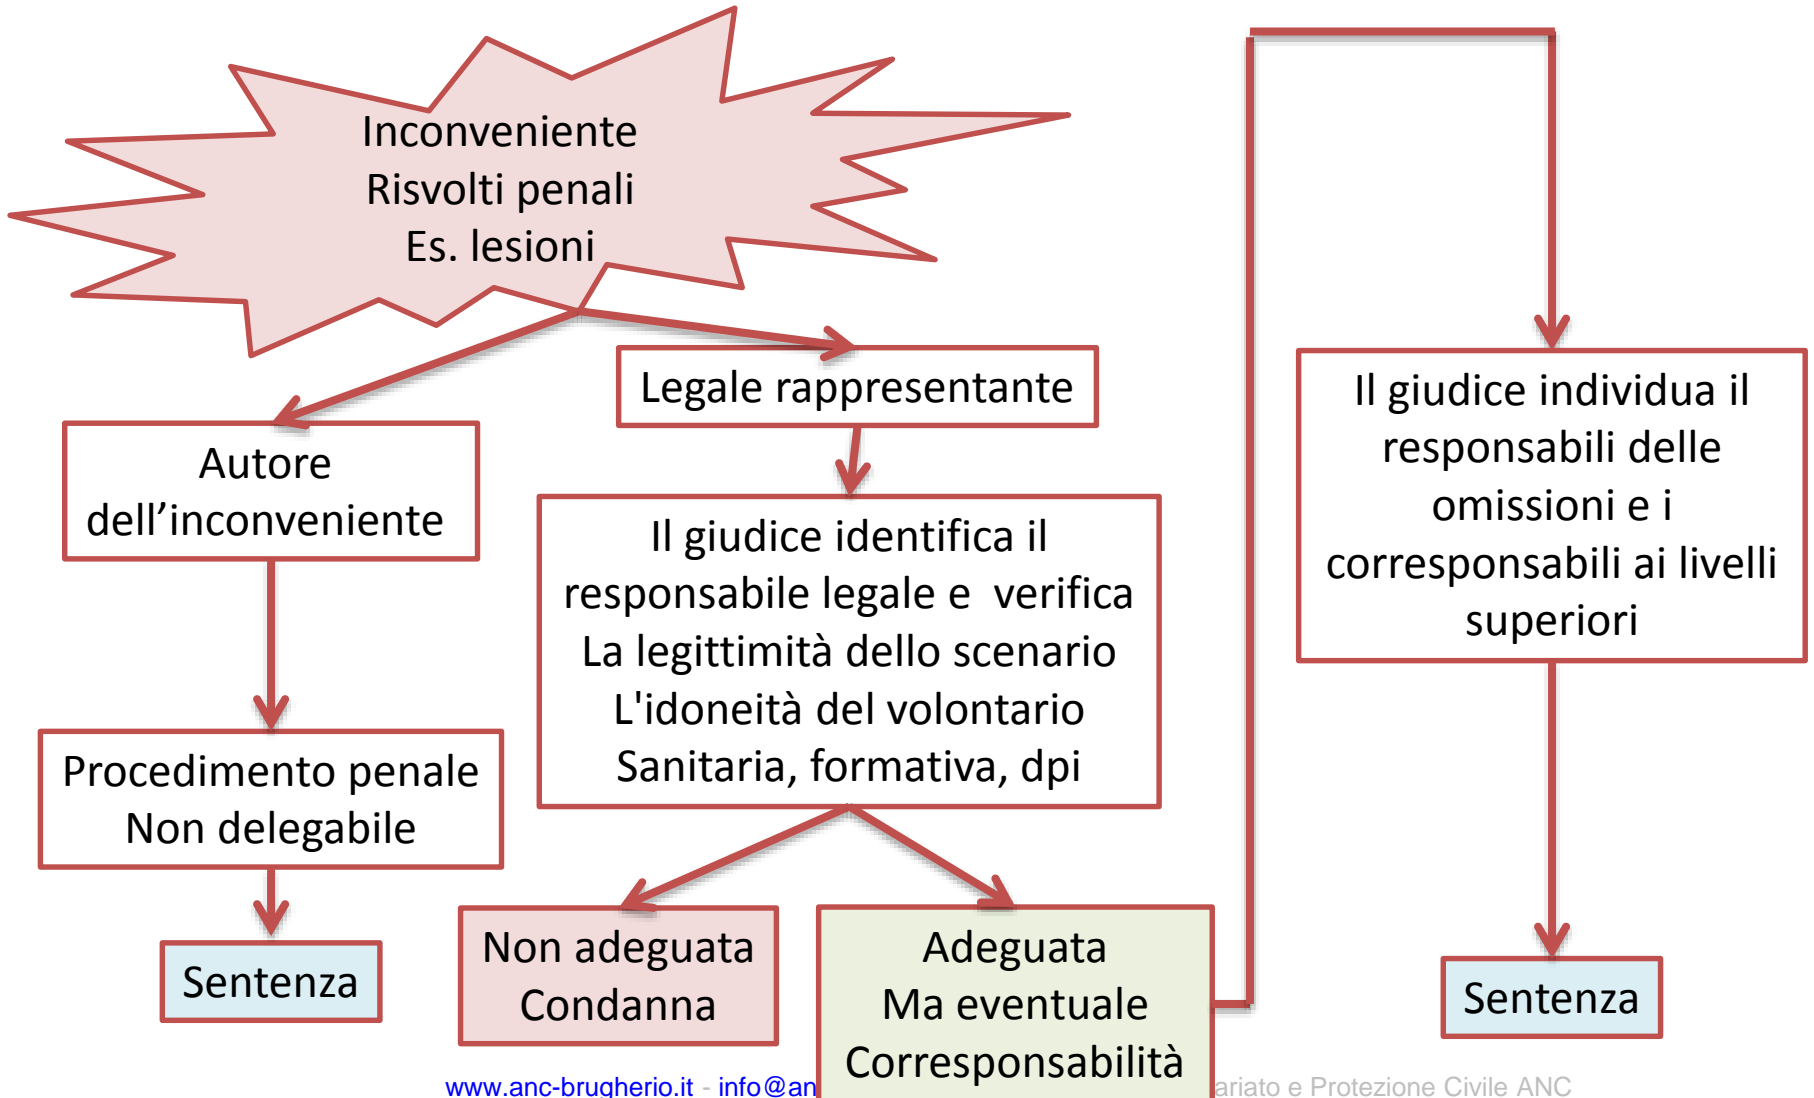 Inconveniente
Risvolti penali
Es. lesioni
Legale rappresentante
Autore
dell’inconveniente
Il giudice identifica il
responsabile legale e  verifica
La legittimità dello scenario
L'idoneità del volontario
Sanitaria, formativa, dpi
Procedimento penale
Non delegabile
Sentenza
Non adeguata
Condanna
Adeguata
Ma eventuale
Corresponsabilità
Il giudice individua il
responsabili delle
omissioni e i
corresponsabili ai livelli
superiori
Sentenza
www.anc-brugherio.it - info@an ariato e Protezione Civile ANC